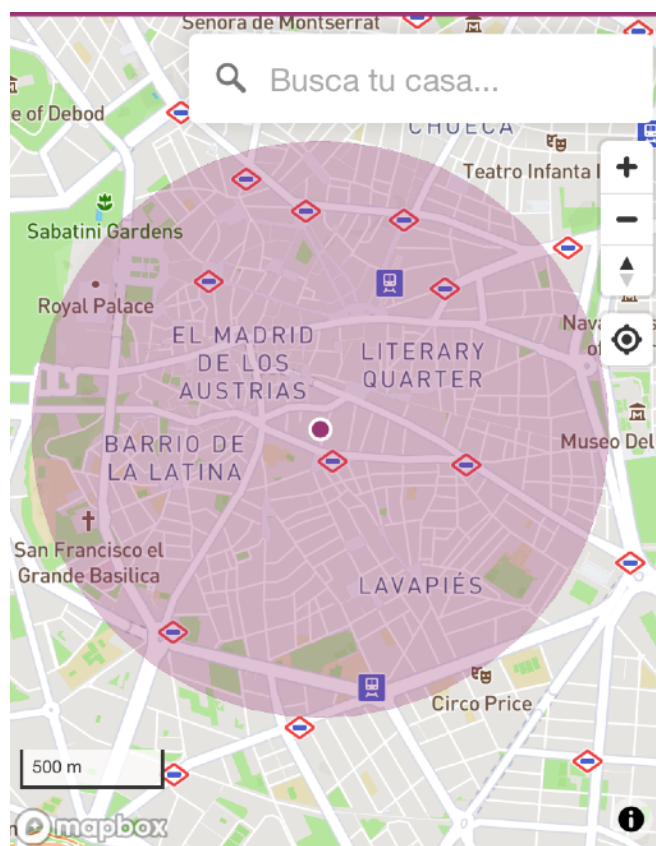 Senora de Montserrat
Busca tu casa...
e of Debod
CHUECA
Teatro Infanta I
Sabatini Gardens
Royal Palace
EL MADRID
DE LOS
AUSTRIAS
LITERARY
QUARTER
Nava
s
of
Museo Del
BARRIO DE
LA LATINA
San Francisco el
Grande Basilica
LAVAPIÉS
Circo Price
500 m
mapbox